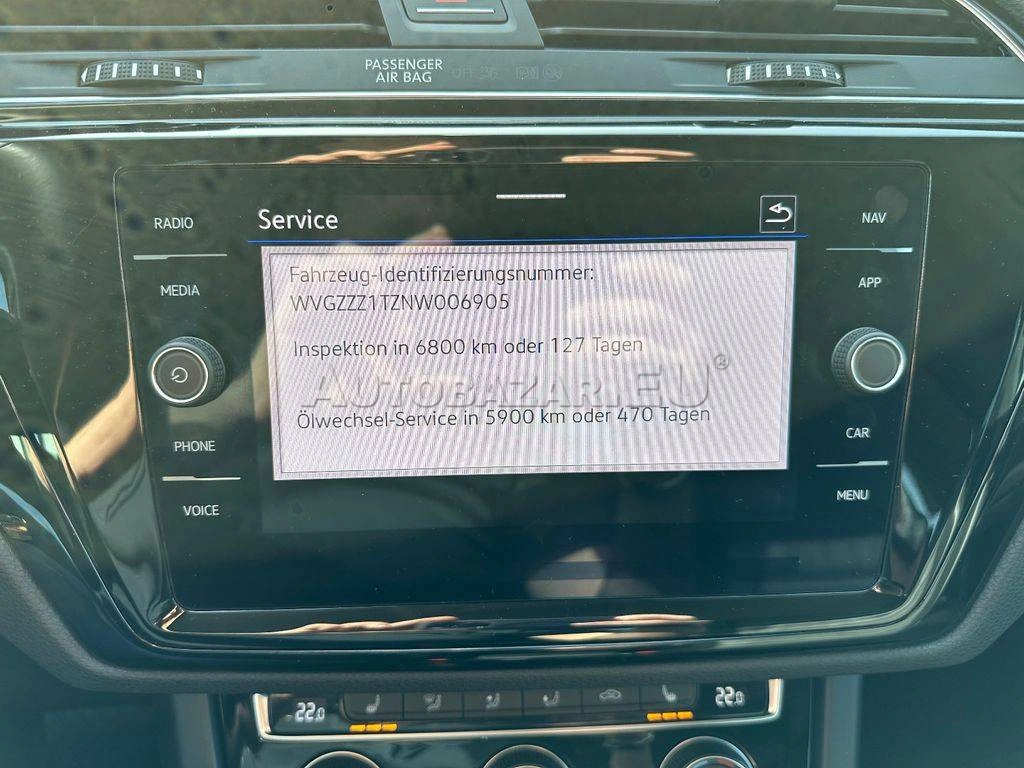 PASSENGER
AIR BAG
RADIO
Service
NAV
MEDIA
APP
Fahrzeug-Identifizierungsnummer:
WVGZZZ1TZNW006905
Inspektion in 6800 km oder 127 Tagen
AUTOBAZAR.EU®
Ölwechsel-Service in 5900 km oder 470 Tagen
PHONE
CAR
VOICE
MENU
22.0
22.0